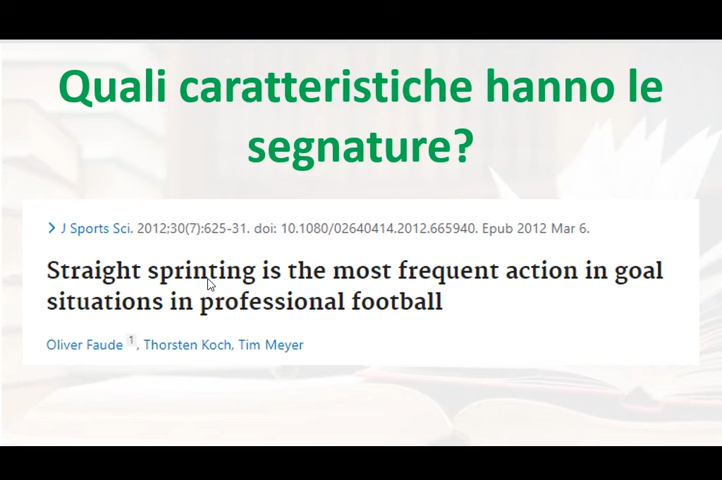 Quali caratteristiche hanno le
segnature?
> J Sports Sci. 2012;30(7):625-31. doi: 10.1080/02640414.2012.665940. Epub 2012 Mar 6.
Straight sprinting is the most frequent action in goal
situations in professional football
Oliver Faude 1, Thorsten Koch, Tim Meyer